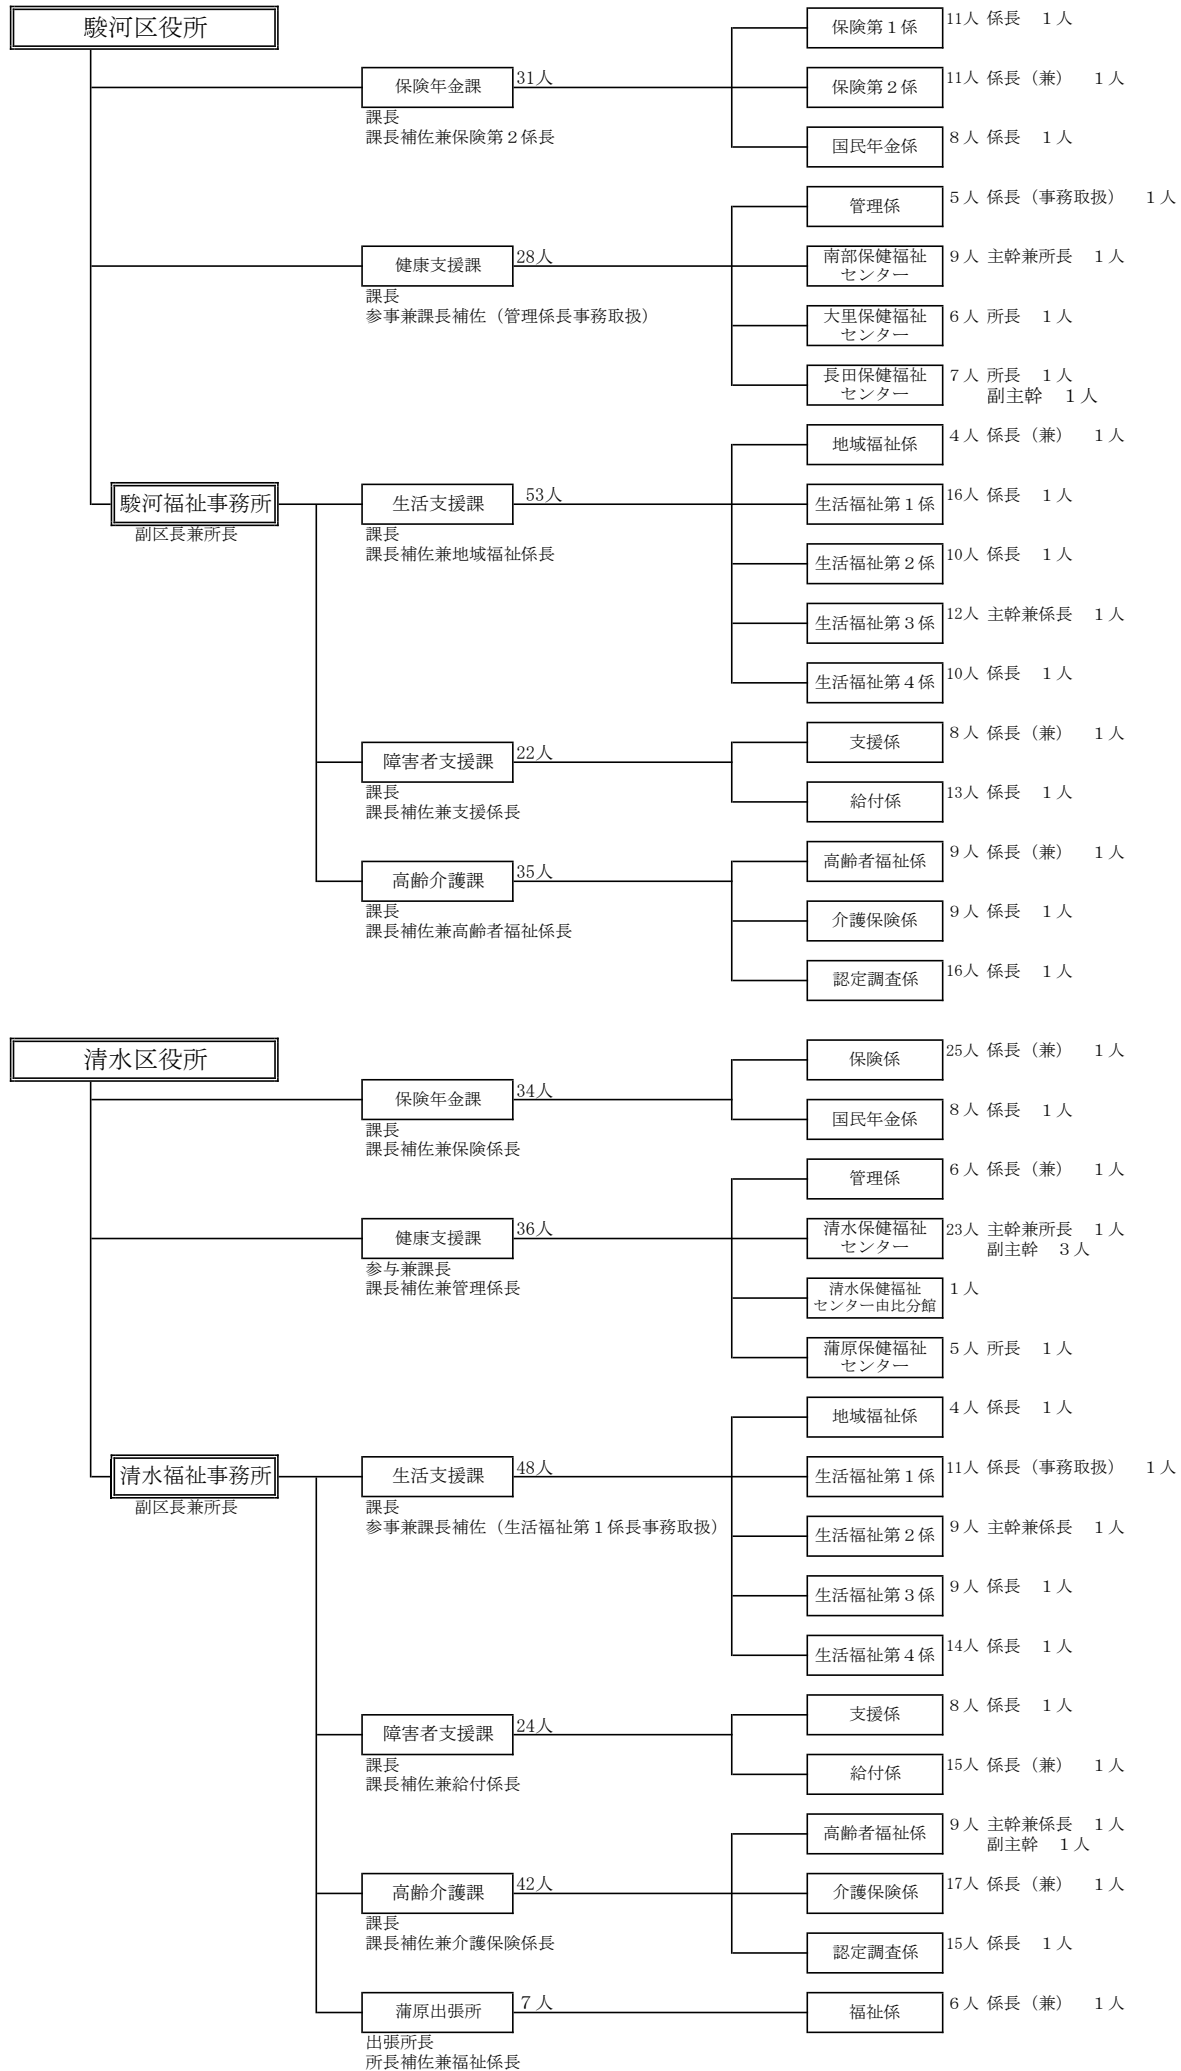 駿河区役所
保険年金課 31人
課長
課長補佐兼保険第２係長
保険第１係 11人 係長　１人
保険第２係 11人 係長（兼）　１人
国民年金係 ８人 係長　１人
健康支援課 28人
課長
参事兼課長補佐（管理係長事務取扱）
管理係 ５人 係長（事務取扱）　１人
南部保健福祉
センター ９人 主幹兼所長　１人
大里保健福祉
センター ６人 所長　１人
長田保健福祉
センター ７人 所長　１人
副主幹　１人
駿河福祉事務所
副区長兼所長
生活支援課 53人
課長
課長補佐兼地域福祉係長
地域福祉係 ４人 係長（兼）　１人
生活福祉第１係 16人 係長　１人
生活福祉第２係 10人 係長　１人
生活福祉第３係 12人 主幹兼係長　１人
生活福祉第４係 10人 係長　１人
障害者支援課 22人
課長
課長補佐兼支援係長
支援係 ８人 係長（兼）　１人
給付係 13人 係長　１人
高齢介護課 35人
課長
課長補佐兼高齢者福祉係長
高齢者福祉係 ９人 係長（兼）　１人
介護保険係 ９人 係長　１人
認定調査係 16人 係長　１人
清水区役所
保険年金課 34人
課長
課長補佐兼保険係長
保険係 25人 係長（兼）　１人
国民年金係 ８人 係長　１人
健康支援課 36人
参与兼課長
課長補佐兼管理係長
管理係 ６人 係長（兼）　１人
清水保健福祉
センター 23人 主幹兼所長　１人
副主幹　３人
清水保健福祉
センター由比分館 １人
蒲原保健福祉
センター ５人 所長　１人
清水福祉事務所
副区長兼所長
生活支援課 48人
課長
参事兼課長補佐（生活福祉第１係長事務取扱）
地域福祉係 ４人 係長　１人
生活福祉第１係 11人 係長（事務取扱）　１人
生活福祉第２係 ９人 主幹兼係長　１人
生活福祉第３係 ９人 係長　１人
生活福祉第４係 14人 係長　１人
障害者支援課 24人
課長
課長補佐兼給付係長
支援係 ８人 係長　１人
給付係 15人 係長（兼）　１人
高齢介護課 42人
課長
課長補佐兼介護保険係長
高齢者福祉係 ９人 主幹兼係長　１人
副主幹　１人
介護保険係 17人 係長（兼）　１人
認定調査係 15人 係長　１人
蒲原出張所 ７人
出張所長
所長補佐兼福祉係長
福祉係 ６人 係長（兼）　１人